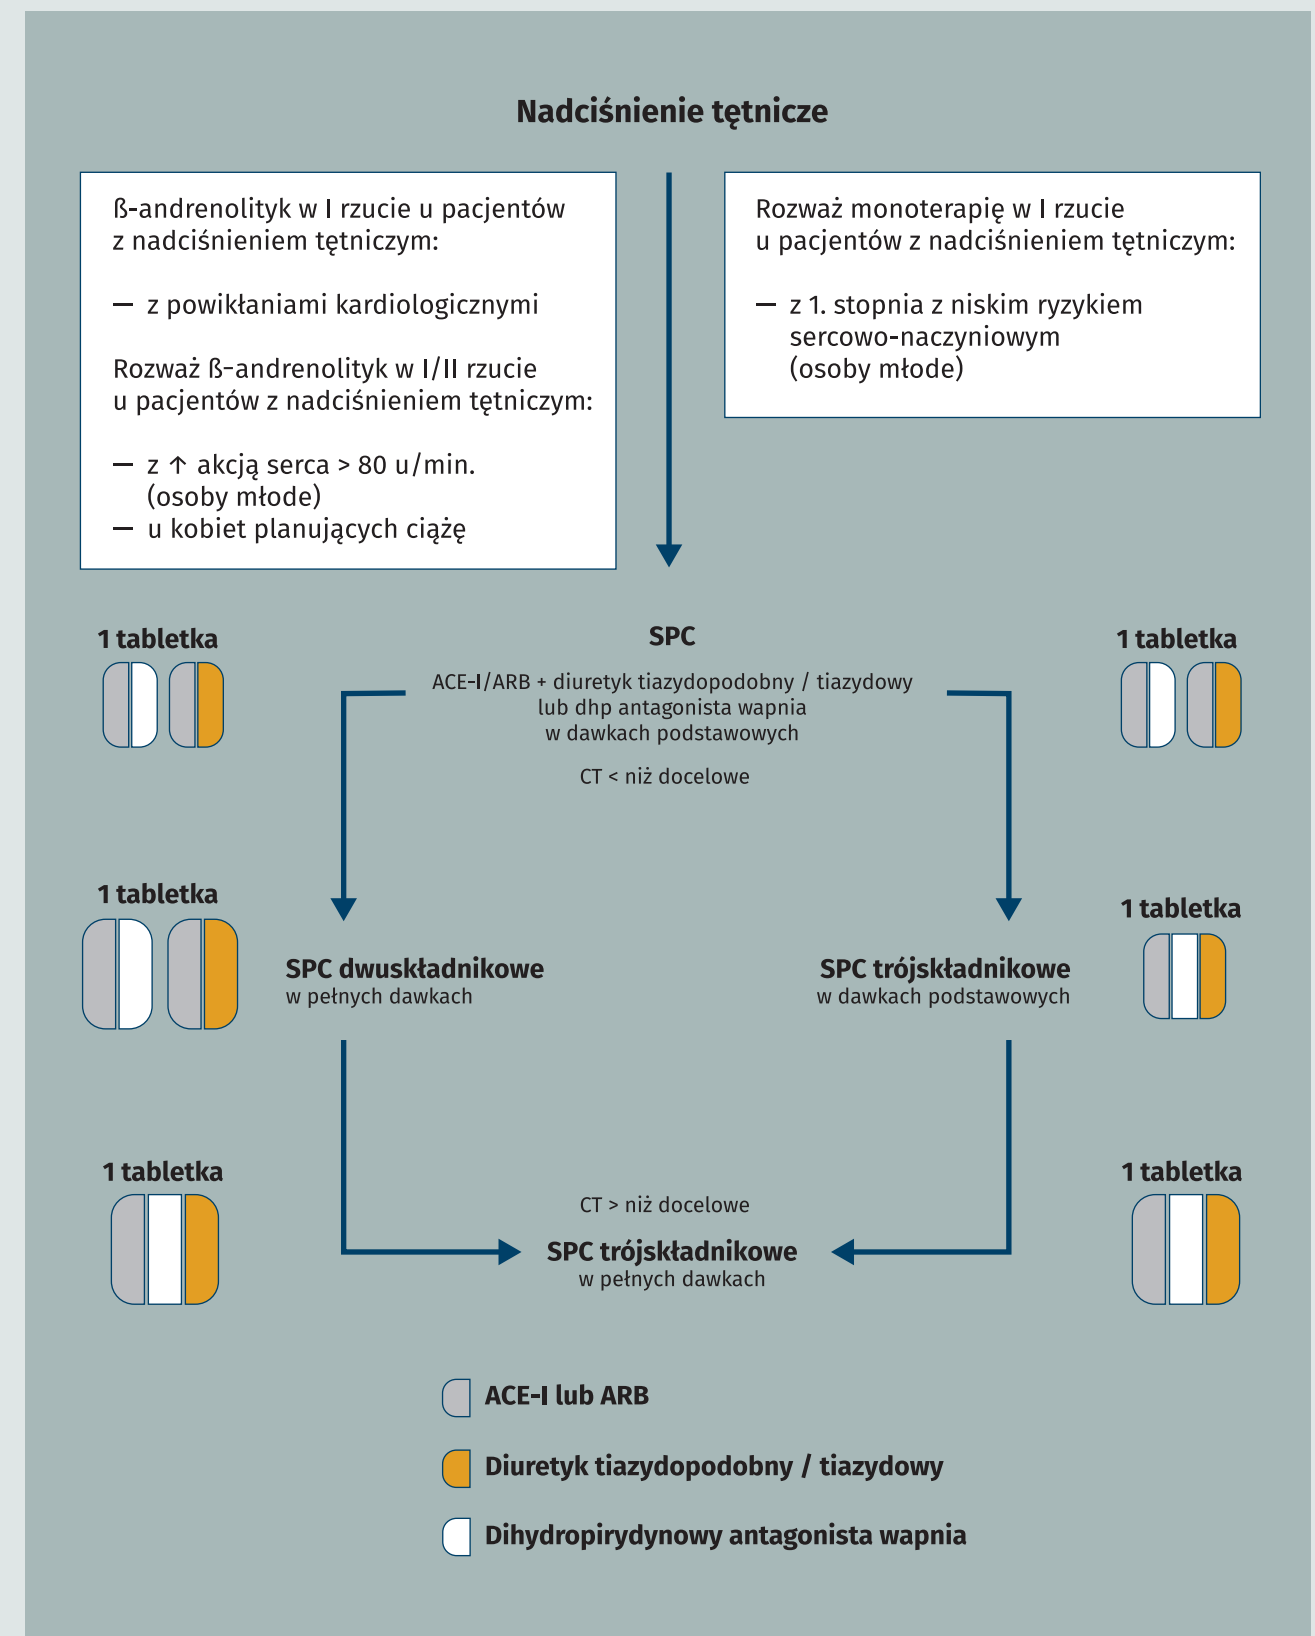 Nadciśnienie tętnicze
ß-andrenolityk w I rzucie u pacjentów
z nadciśnieniem tętniczym:
— z powikłaniami kardiologicznymi
Rozważ ß-andrenolityk w I/II rzucie
u pacjentów z nadciśnieniem tętniczym:
— z ↑ akcją serca > 80 u/min.
(osoby młode)
— u kobiet planujących ciążę
Rozważ monoterapię w I rzucie
u pacjentów z nadciśnieniem tętniczym:
— z 1. stopnia z niskim ryzykiem
sercowo-naczyniowym
(osoby młode)
1 tabletka
SPC
ACE-I/ARB + diuretyk tiazydopodobny / tiazydowy
lub dhp antagonista wapnia
w dawkach podstawowych
CT < niż docelowe
1 tabletka
1 tabletka
SPC dwuskładnikowe
w pełnych dawkach
SPC trójskładnikowe
w dawkach podstawowych
1 tabletka
1 tabletka
CT > niż docelowe
SPC trójskładnikowe
w pełnych dawkach
1 tabletka
ACE-I lub ARB
Diuretyk tiazydopodobny / tiazydowy
Dihydropirydynowy antagonista wapnia